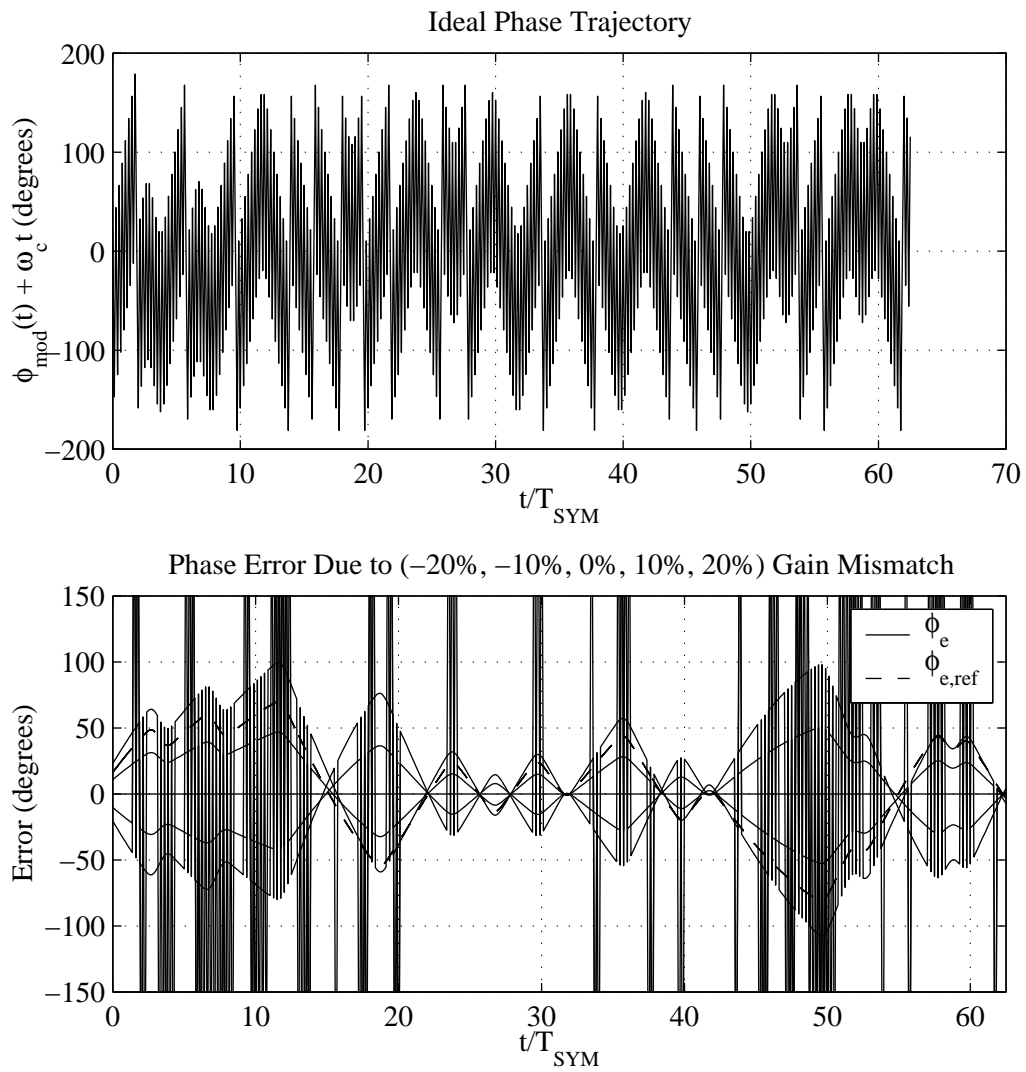 Ideal Phase Trajectory
200
100
0
−100
−200
ϕmod(t) + ωc t (degrees)
0 10 20 30 40 50 60 70
t/TSYM
Phase Error Due to (−20%, −10%, 0%, 10%, 20%) Gain Mismatch
150
100
50
0
−50
−100
−150
Error (degrees)
ϕe
ϕe,ref
0 10 20 30 40 50 60
t/TSYM